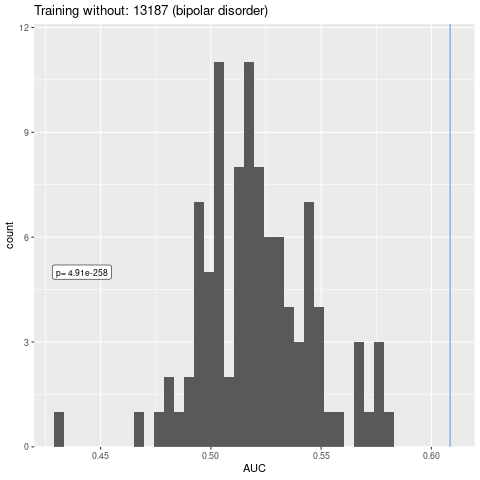 Training without: 13187 (bipolar disorder)
12
9
6
3
0
count
p= 4.91e-258
0.45
0.50
0.55
0.60
AUC